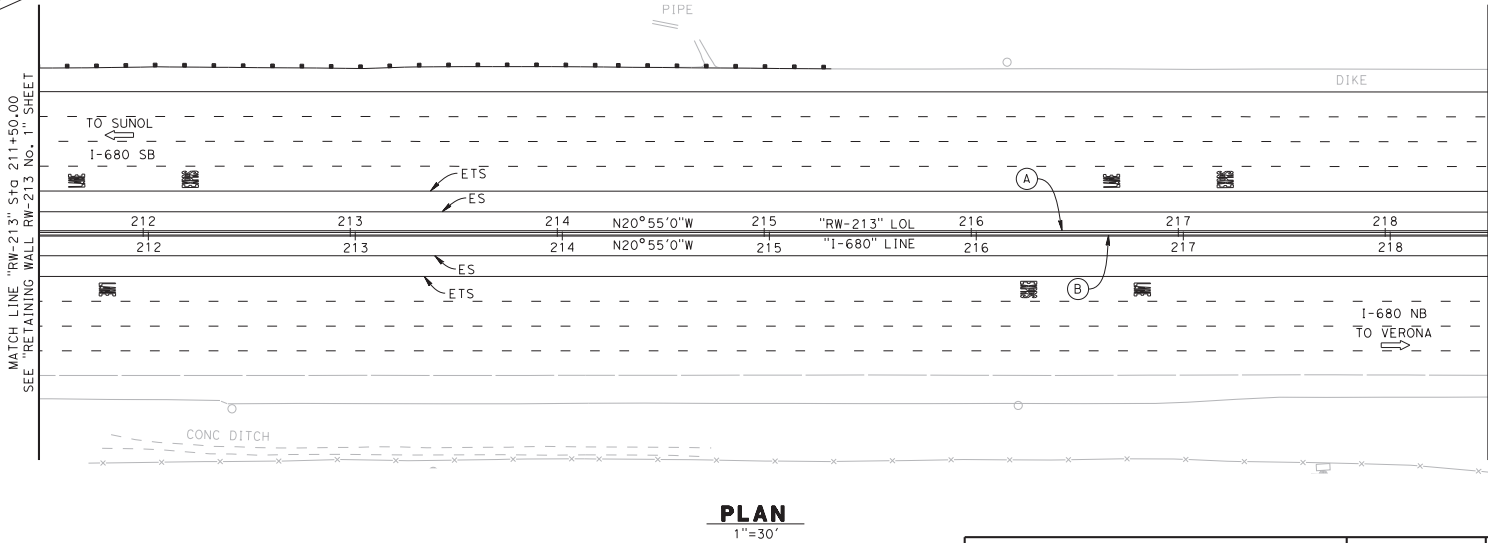 PIPE
DIKE
MATCH LINE "RW-213" Sta 211+50.00
SEE "RETAINING WALL RW-213 No. 1" SHEET
TO SUNOL
I-680 SB
ETS
ES
A
212 213 214 N20°55'0"W 215 "RW-213" LOL 216 217 218
212 213 214 N20°55'0"W 215 "I-680" LINE 216 217 218
ES
ETS
B
I-680 NB
TO VERONA
CONC DITCH
PLAN
1"=30'